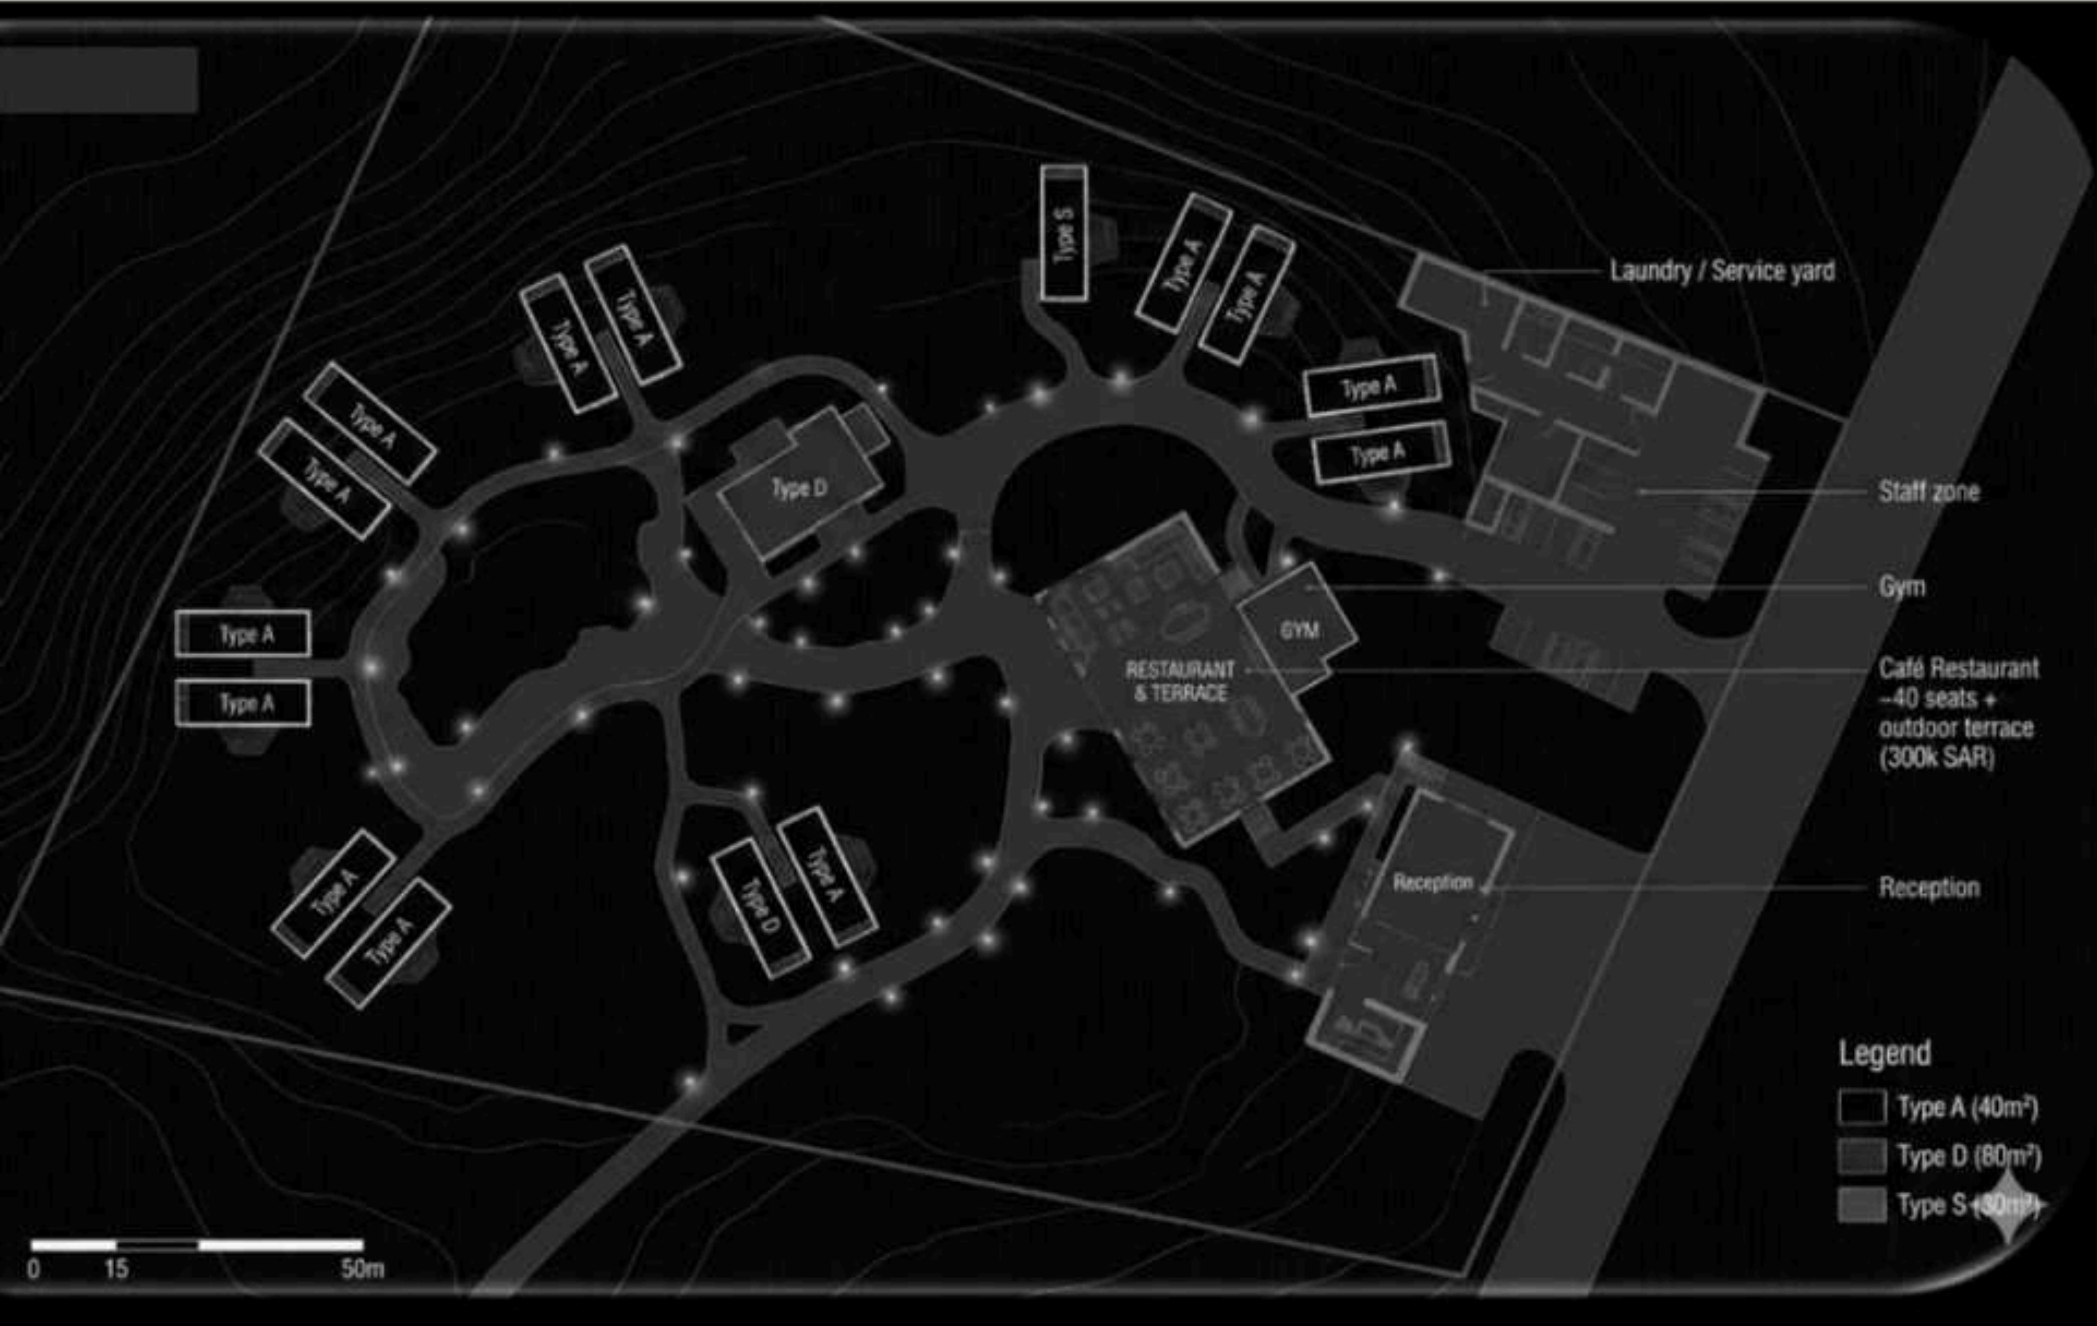 Type S
Type A
Type A
Laundry / Service yard
Type A
Type A
Type A
Type A
Type A
Type A
Type D
Staff zone
Gym
GYM
Type A
Type A
RESTAURANT
& TERRACE
Café Restaurant
~40 seats +
outdoor terrace
(300k SAR)
Type A
Type A
Type D
Type A
Reception
Reception
Legend
Type A (40m²)
Type D (80m²)
Type S (30m²)
0 15 50m